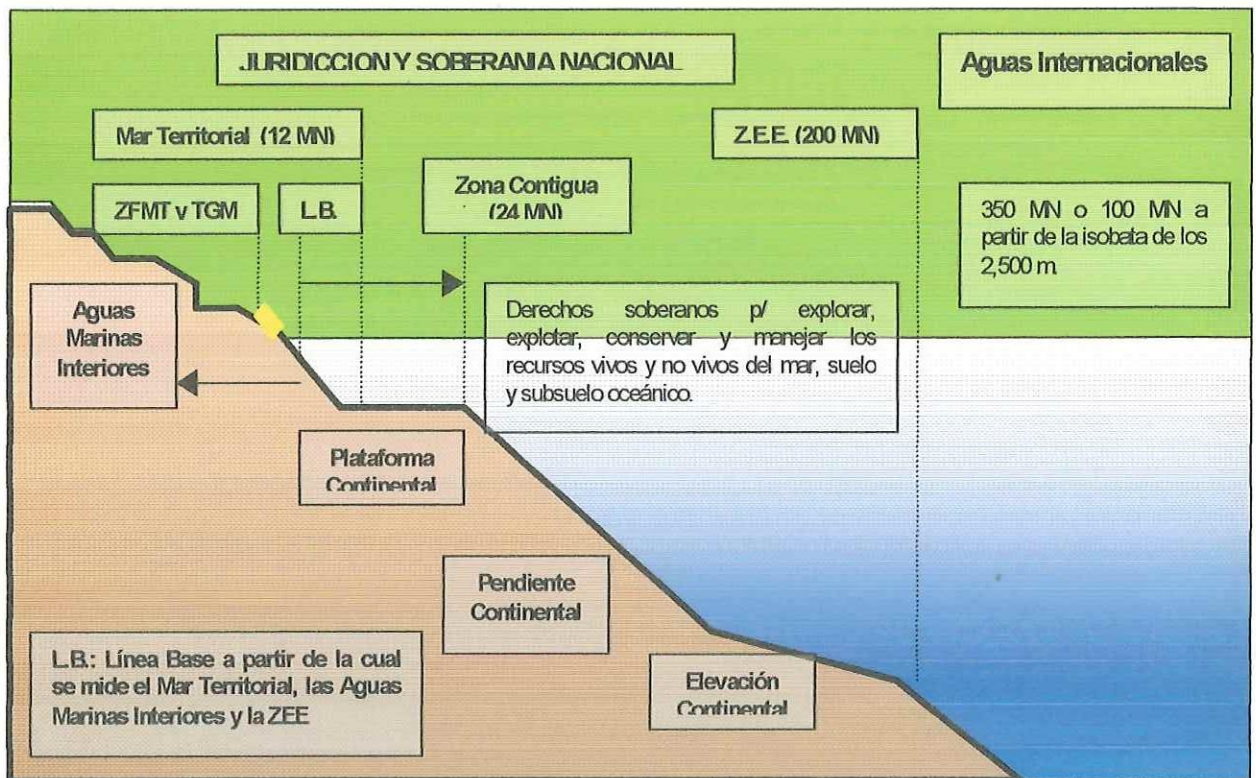 JURIDICCION Y SOBERANIA NACIONAL
Aguas Internacionales
Mar Territorial (12 MN)
Z.E.E. (200 MN)
ZFMT y TGM
L.B.
Zona Contigua
(24 MN)
350 MN o 100 MN a
partir de la isobata de los
2,500 m.
Aguas
Marinas
Interiores
Derechos soberanos p/ explorar,
explotar, conservar y manejar los
recursos vivos y no vivos del mar, suelo
y subsuelo oceánico.
Plataforma
Continental
Pendiente
Continental
L.B.: Línea Base a partir de la cual
se mide el Mar Territorial, las Aguas
Marinas Interiores y la ZEE
Elevación
Continental